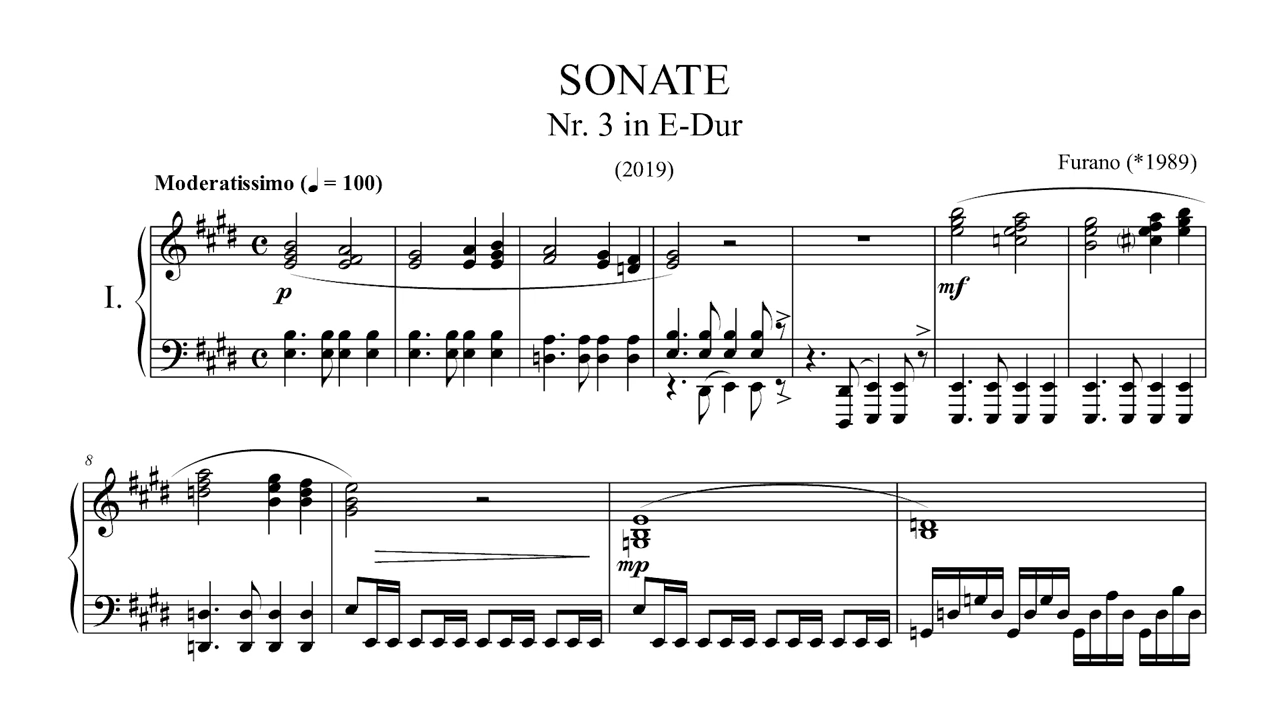 SONATE
Nr. 3 in E-Dur
(2019)
Furano (*1989)
Moderatissimo (♩ = 100)
I.
p
mf
8
mp